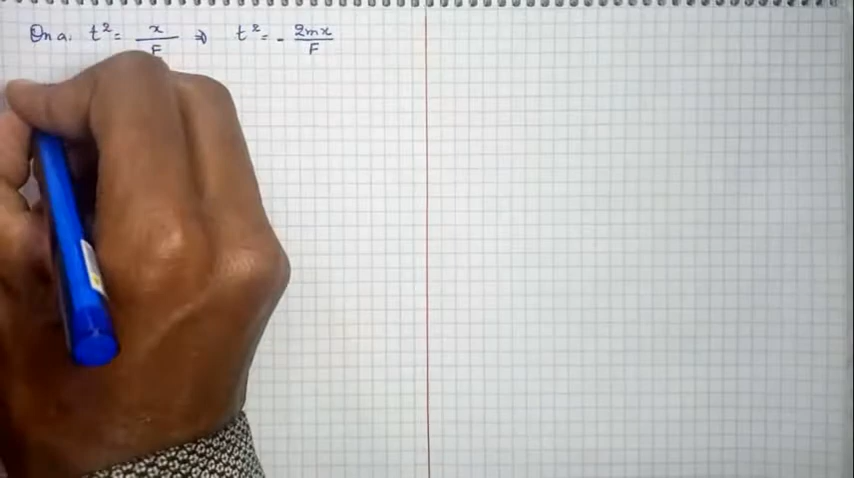 On a. t² = x/F ⇒ t² = - 2mx/F